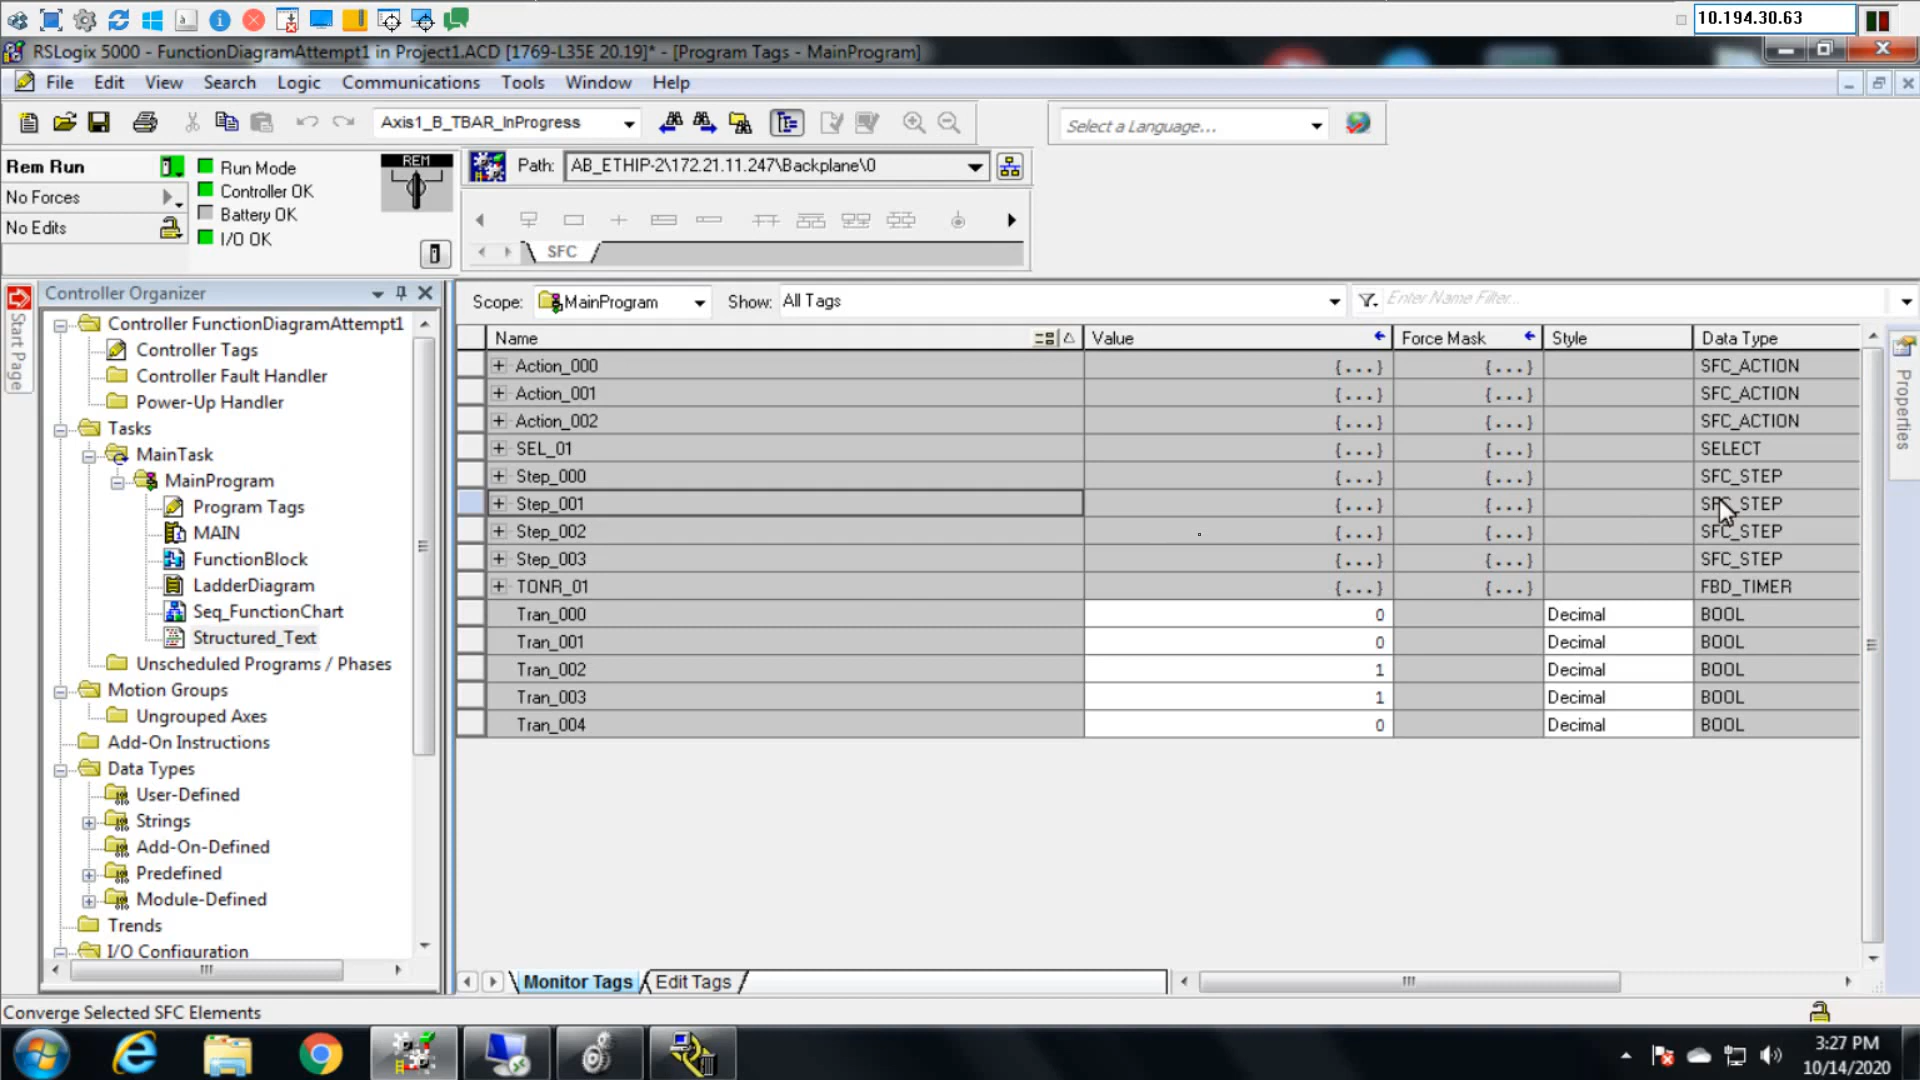 10.194.30.63
RSLogix 5000 - FunctionDiagramAttempt1 in Project1.ACD [1769-L35E 20.19]* - [Program Tags - MainProgram]
File Edit View Search Logic Communications Tools Window Help
Axis1_B_TBAR_InProgress
Select a Language...
Rem Run
No Forces
No Edits
Run Mode
Controller OK
Battery OK
I/O OK
REM
Path: AB_ETHIP-2\172.21.11.247\Backplane\0
SFC
Start Page
Controller Organizer
Controller FunctionDiagramAttempt1
Controller Tags
Controller Fault Handler
Power-Up Handler
Tasks
MainTask
MainProgram
Program Tags
MAIN
FunctionBlock
LadderDiagram
Seq_FunctionChart
Structured_Text
Unscheduled Programs / Phases
Motion Groups
Ungrouped Axes
Add-On Instructions
Data Types
User-Defined
Strings
Add-On-Defined
Predefined
Module-Defined
Trends
I/O Configuration
Scope: MainProgram Show: All Tags Enter Name Filter...
Name Value Force Mask Style Data Type
Action_000 {...} {...} SFC_ACTION
Action_001 {...} {...} SFC_ACTION
Action_002 {...} {...} SFC_ACTION
SEL_01 {...} {...} SELECT
Step_000 {...} {...} SFC_STEP
Step_001 {...} {...} SFC_STEP
Step_002 {...} {...} SFC_STEP
Step_003 {...} {...} SFC_STEP
TONR_01 {...} {...} FBD_TIMER
Tran_000 0 Decimal BOOL
Tran_001 0 Decimal BOOL
Tran_002 1 Decimal BOOL
Tran_003 1 Decimal BOOL
Tran_004 0 Decimal BOOL
Properties
Monitor Tags Edit Tags
Converge Selected SFC Elements
3:27 PM
10/14/2020